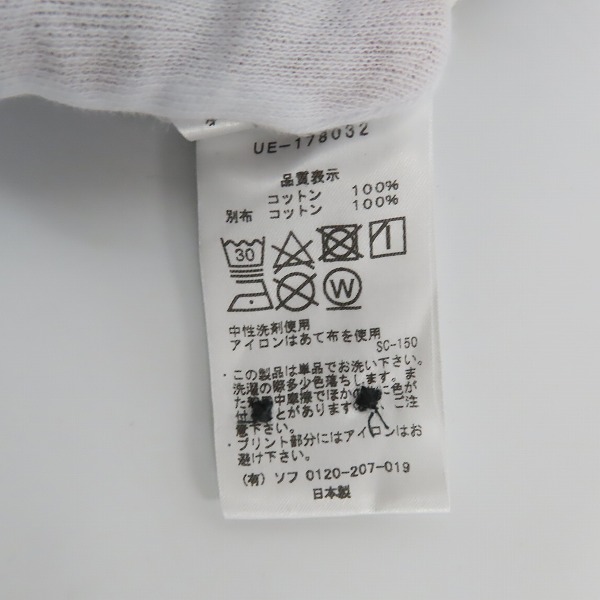 UE-178032
品質表示
コットン 100%
別布 コットン 100%
30
W
中性洗剤使用
アイロンはあて布を使用 SC-150
・この製品は単品でお洗い下さい。
洗濯の際多少色落ちします。ま
た着用中摩擦でほかの に色が
付 とがあります 、ご注
意下さい。
・プリント部分にはアイロンはお
避け下さい。
(有) ソフ 0120-207-019
日本製